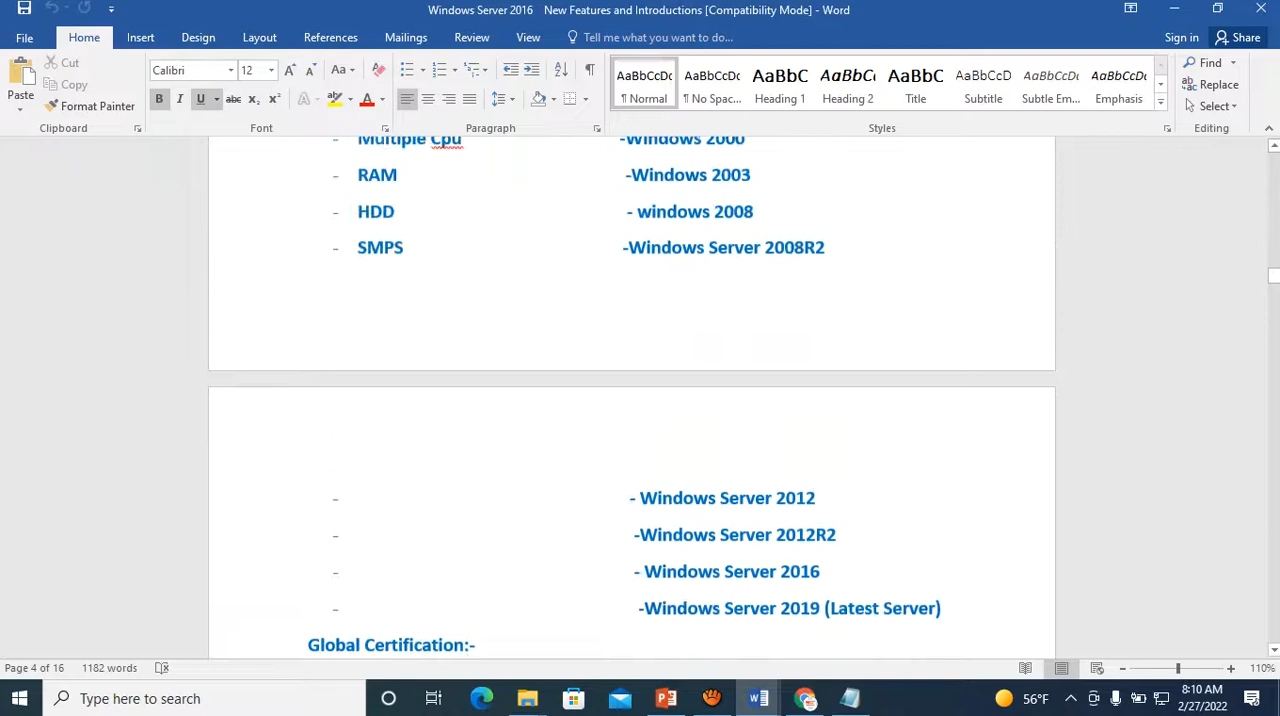 Windows Server 2016 New Features and Introductions [Compatibility Mode] - Word
File Home Insert Design Layout References Mailings Review View Tell me what you want to do... Sign in Share
Paste Cut Copy Format Painter
Clipboard
Calibri 12 Aa
B I U abc x₂ x² A A
Font
Paragraph
AaBbCcDc AaBbCcDc AaBbC AaBbCc AaBbC AaBbCcD AaBbCcDc AaBbCcDc
¶ Normal ¶ No Spac... Heading 1 Heading 2 Title Subtitle Subtle Em... Emphasis
Styles
Find
Replace
Select
Editing
- Multiple Cpu -Windows 2000
- RAM -Windows 2003
- HDD - windows 2008
- SMPS -Windows Server 2008R2
- - Windows Server 2012
- -Windows Server 2012R2
- - Windows Server 2016
- -Windows Server 2019 (Latest Server)
Global Certification:-
Page 4 of 16 1182 words 110%
Type here to search 56°F 8:10 AM
2/27/2022